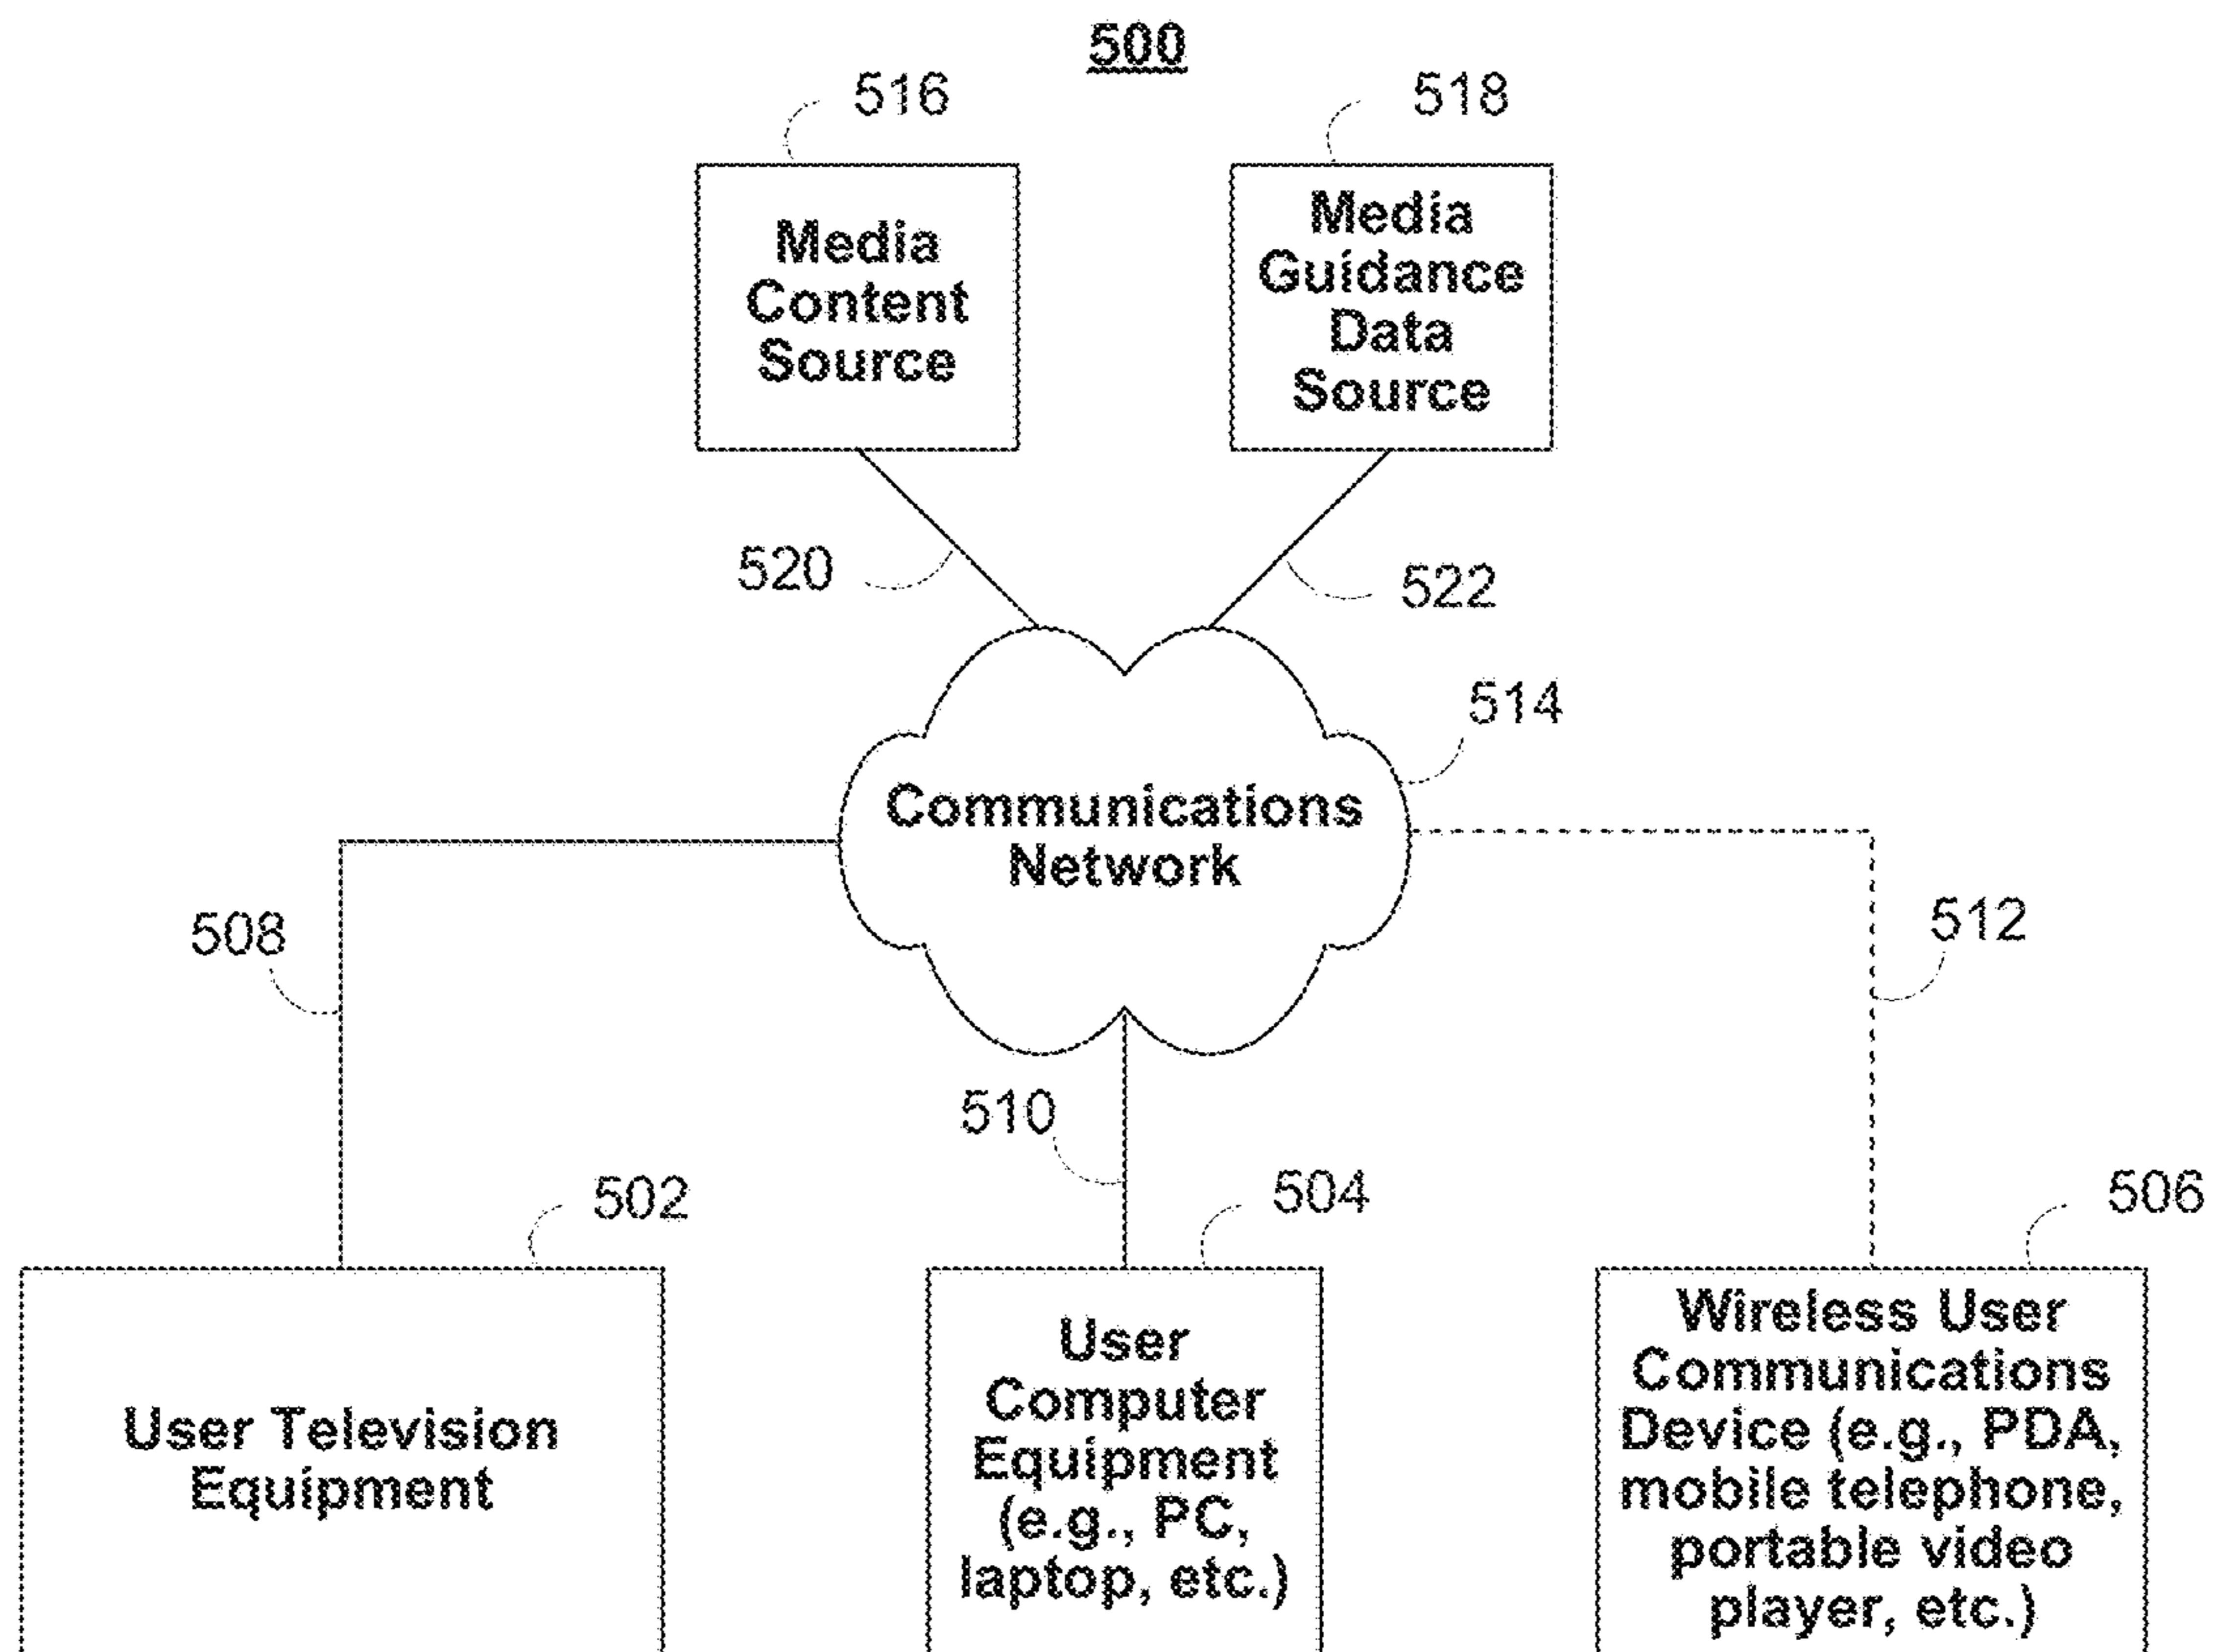 500
516
518
Media
Content
Source
Media
Guidance
Data
Source
520
522
514
Communications
Network
508
512
510
502
504
506
User Television
Equipment
User
Computer
Equipment
(e.g., PC,
laptop, etc.)
Wireless User
Communications
Device (e.g., PDA,
mobile telephone,
portable video
player, etc.)